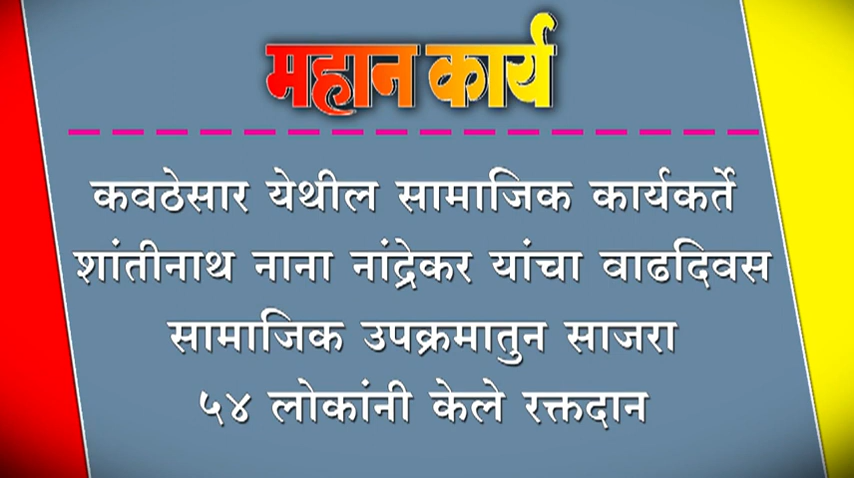 महान कार्य
कवठेसार येथील सामाजिक कार्यकर्ते
शांतीनाथ नाना नांद्रेकर यांचा वाढदिवस
सामाजिक उपक्रमातुन साजरा
५४ लोकांनी केले रक्तदान